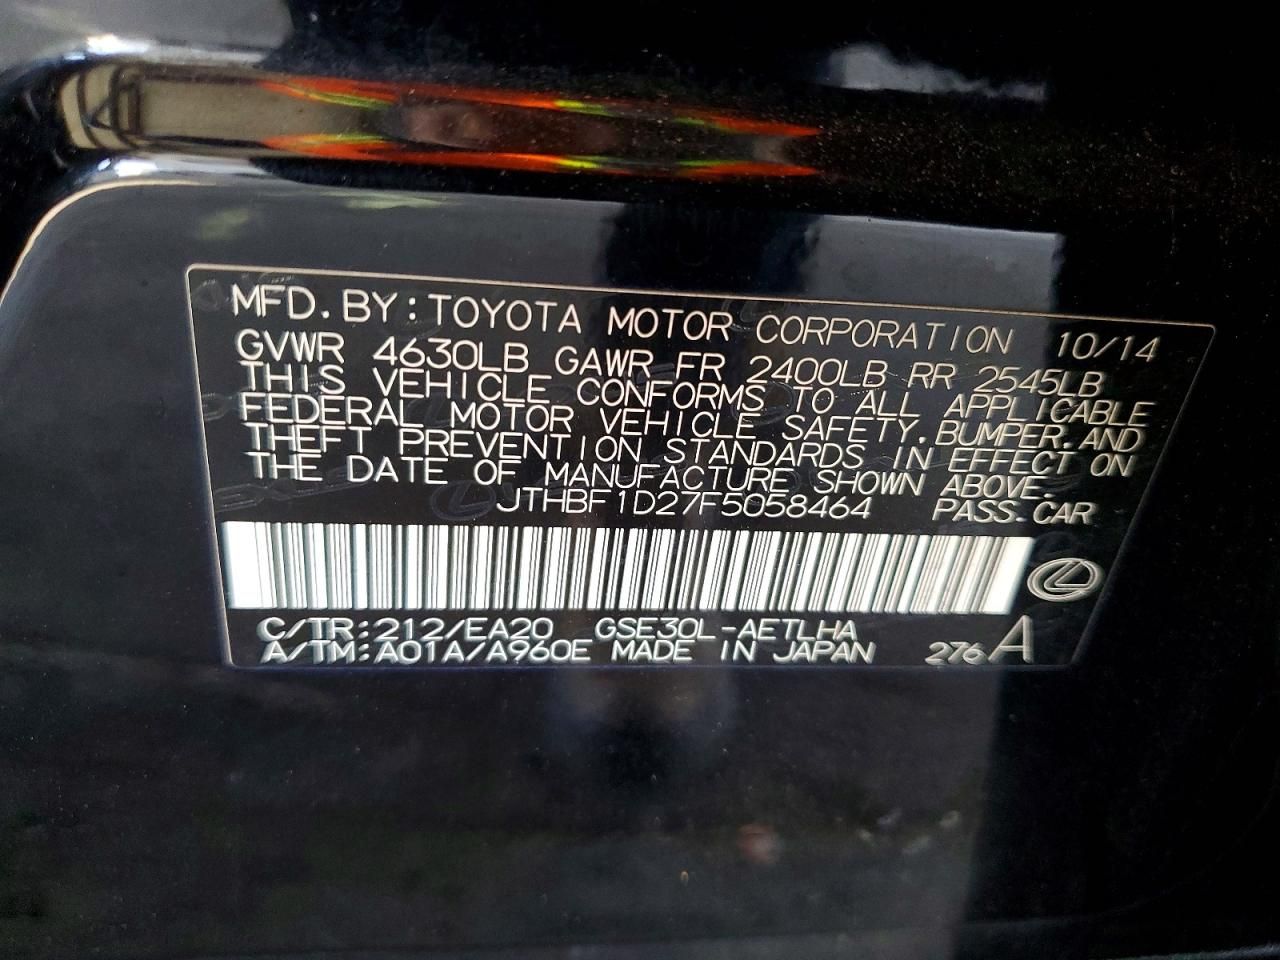 MFD. BY: TOYOTA MOTOR CORPORATION 10/14
GVWR 4630LB GAWR FR 2400LB RR 2545LB
THIS VEHICLE CONFORMS TO ALL APPLICABLE
FEDERAL MOTOR VEHICLE SAFETY, BUMPER, AND
THEFT PREVENTION STANDARDS IN EFFECT ON
THE DATE OF MANUFACTURE SHOWN ABOVE.
JTHBF1D27F5058464 PASS. CAR
C/TR: 212/EA20 GSE30L-AETLHA
A/TM: A01A/A960E MADE IN JAPAN 276 A